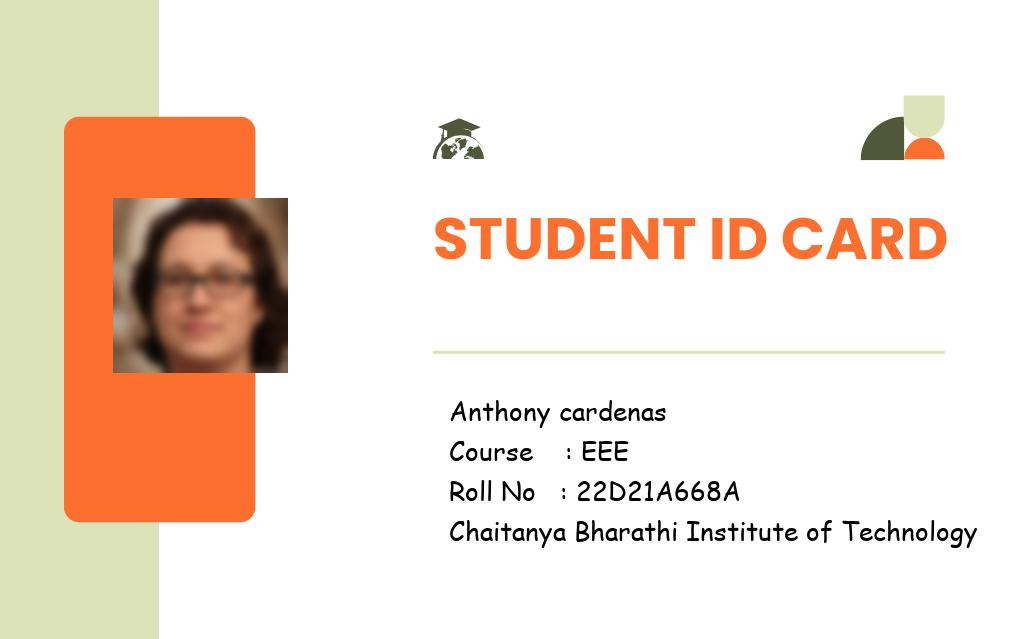 STUDENT ID CARD
Anthony cardenas
Course : EEE
Roll No : 22D21A668A
Chaitanya Bharathi Institute of Technology